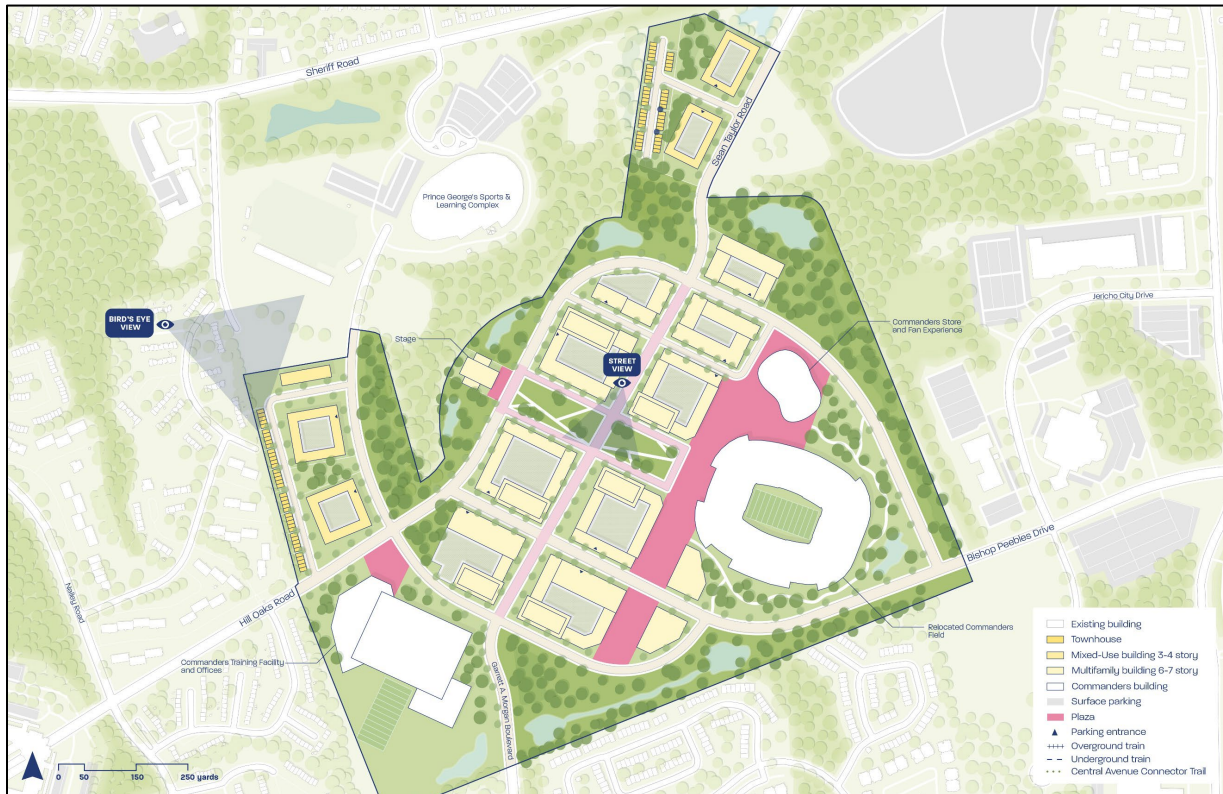 Sheriff Road
Sean Taylor Road
Prince George's Sports &
Learning Complex
Jericho City Drive
BIRD'S EYE
VIEW
Stage
Commanders Store
and Fan Experience
STREET
VIEW
Bishop Peebles Drive
Nalley Road
Hill Oaks Road
Commanders Training Facility
and Offices
Garrett A. Morgan Boulevard
Relocated Commanders
Field
Existing building
Townhouse
Mixed-Use building 3-4 story
Multifamily building 6-7 story
Commanders building
Surface parking
Plaza
Parking entrance
Overground train
Underground train
Central Avenue Connector Trail
0 50 150 250 yards